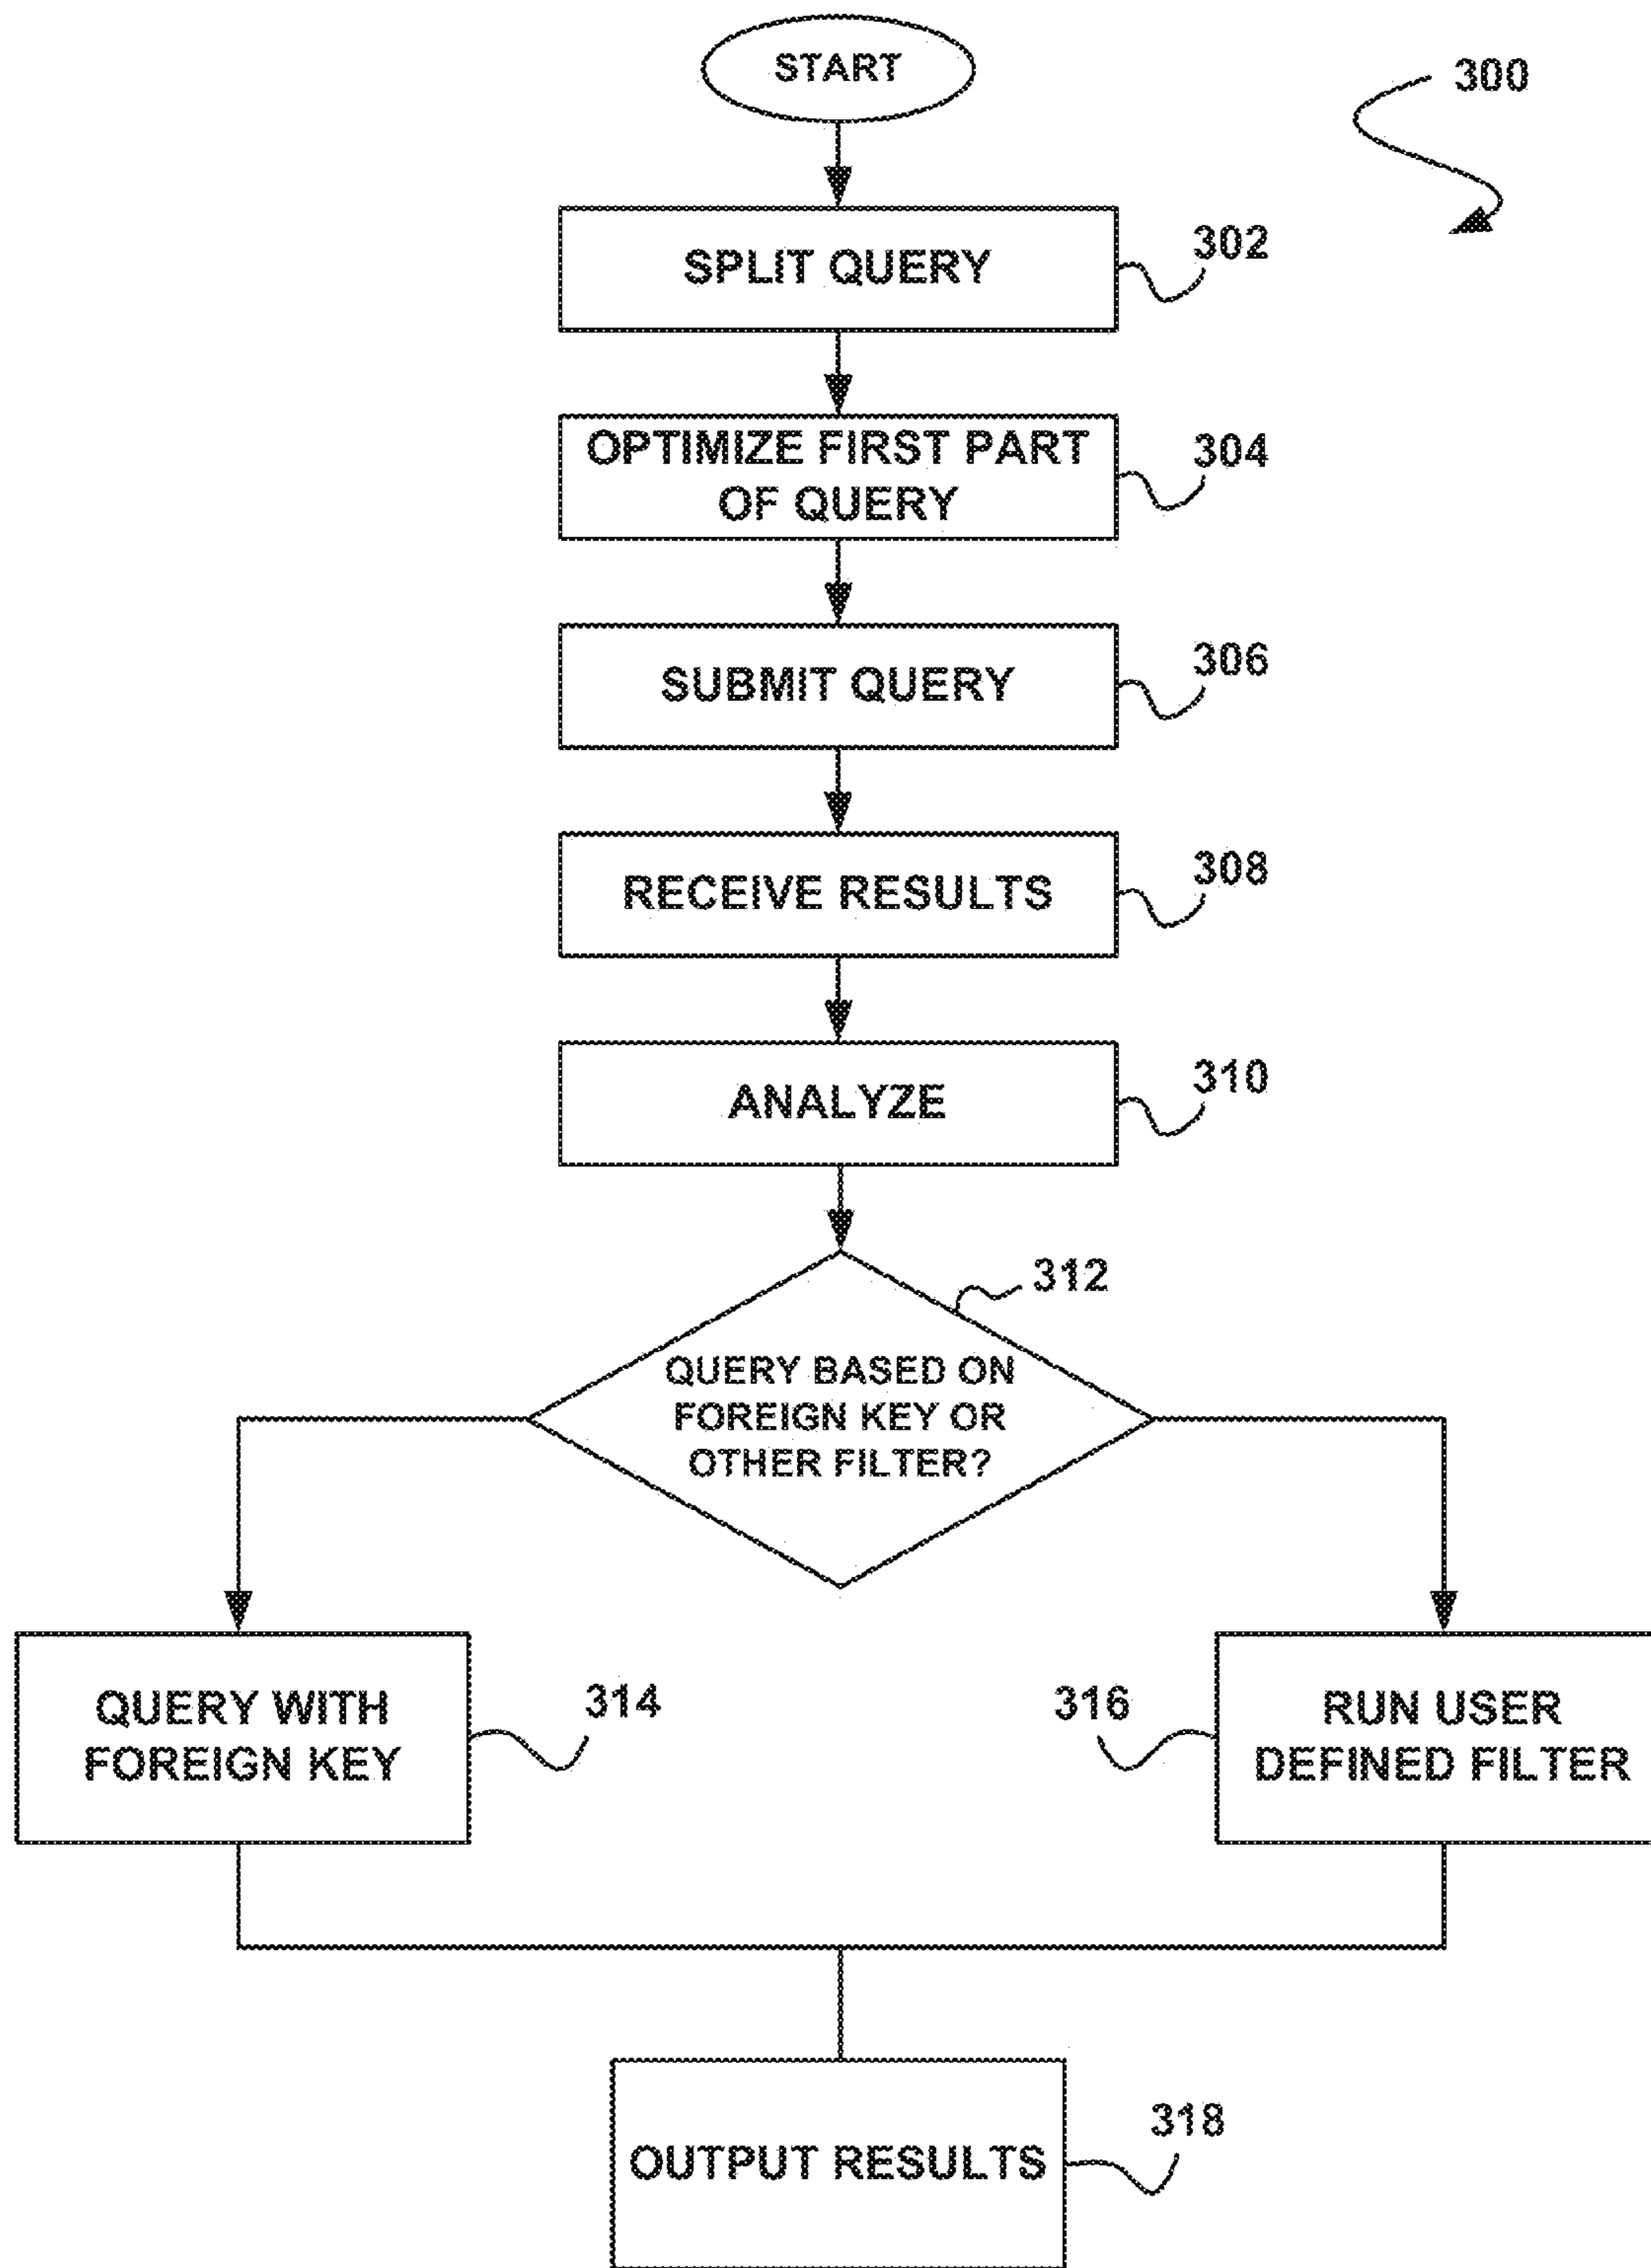 START
300
SPLIT QUERY
302
OPTIMIZE FIRST PART
OF QUERY
304
SUBMIT QUERY
306
RECEIVE RESULTS
308
ANALYZE
310
312
QUERY BASED ON
FOREIGN KEY OR
OTHER FILTER?
QUERY WITH
FOREIGN KEY
314
316
RUN USER
DEFINED FILTER
OUTPUT RESULTS
318